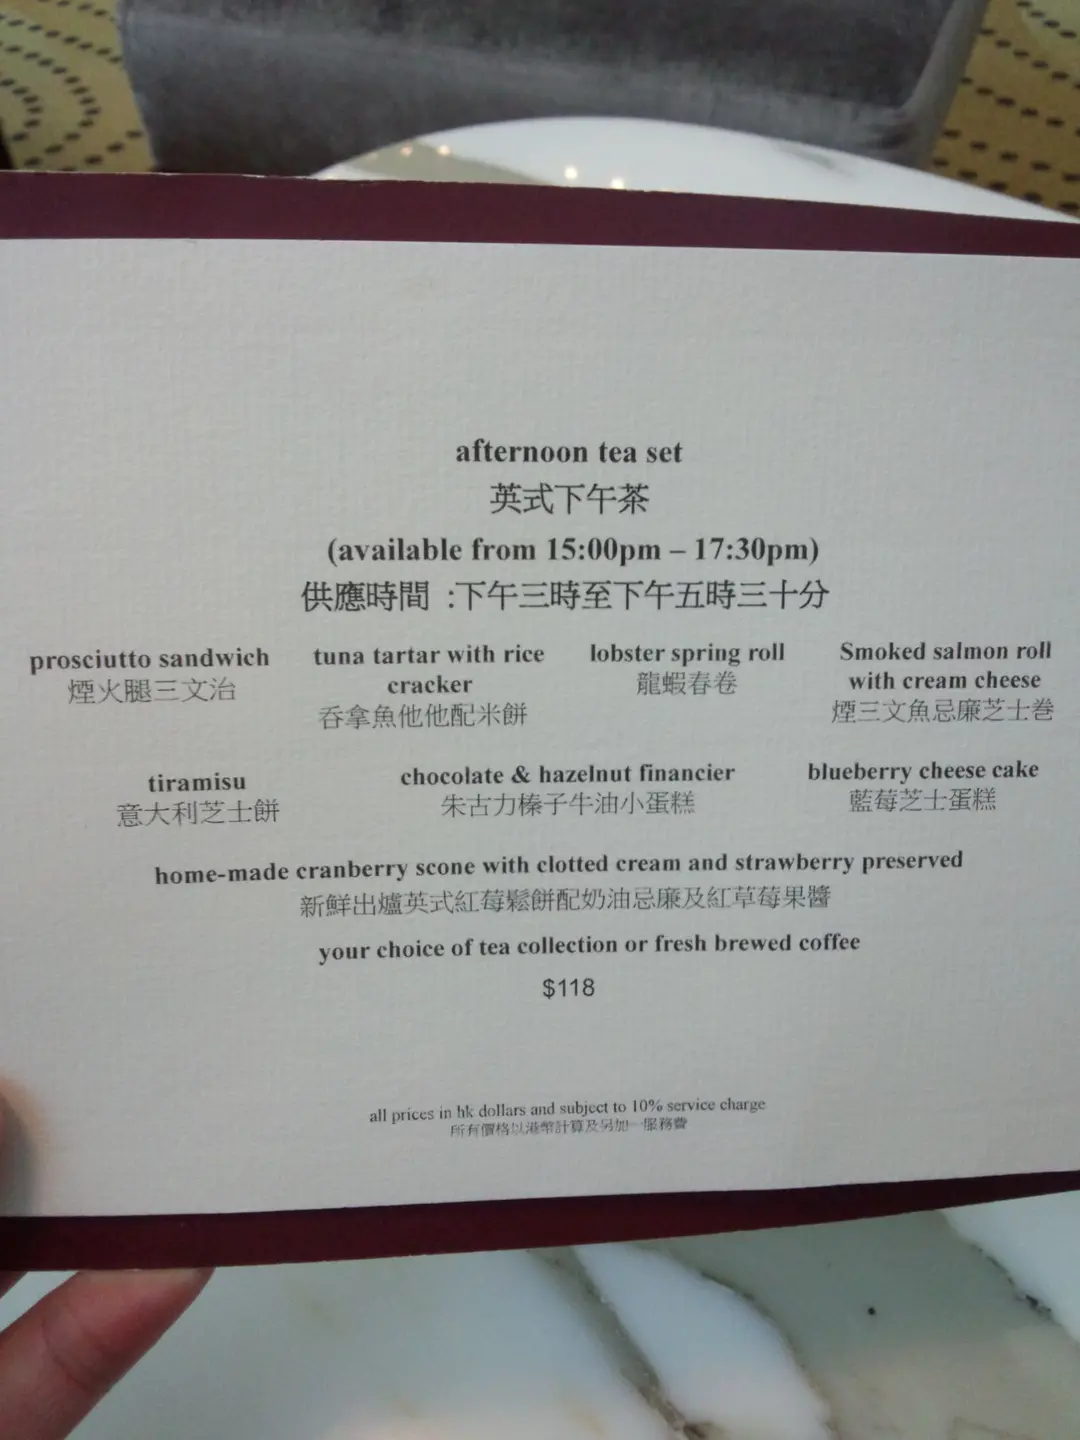 afternoon tea set
英式下午茶
(available from 15:00pm – 17:30pm)
供應時間 :下午三時至下午五時三十分
prosciutto sandwich
煙火腿三文治
tuna tartar with rice
cracker
吞拿魚他他配米餅
lobster spring roll
龍蝦春卷
Smoked salmon roll
with cream cheese
煙三文魚忌廉芝士巻
tiramisu
意大利芝士餅
chocolate & hazelnut financier
朱古力榛子牛油小蛋糕
blueberry cheese cake
藍莓芝士蛋糕
home-made cranberry scone with clotted cream and strawberry preserved
新鮮出爐英式紅莓鬆餅配奶油忌廉及紅草莓果醬
your choice of tea collection or fresh brewed coffee
$118
all prices in hk dollars and subject to 10% service charge
所有價格以港幣計算及另加一服務費